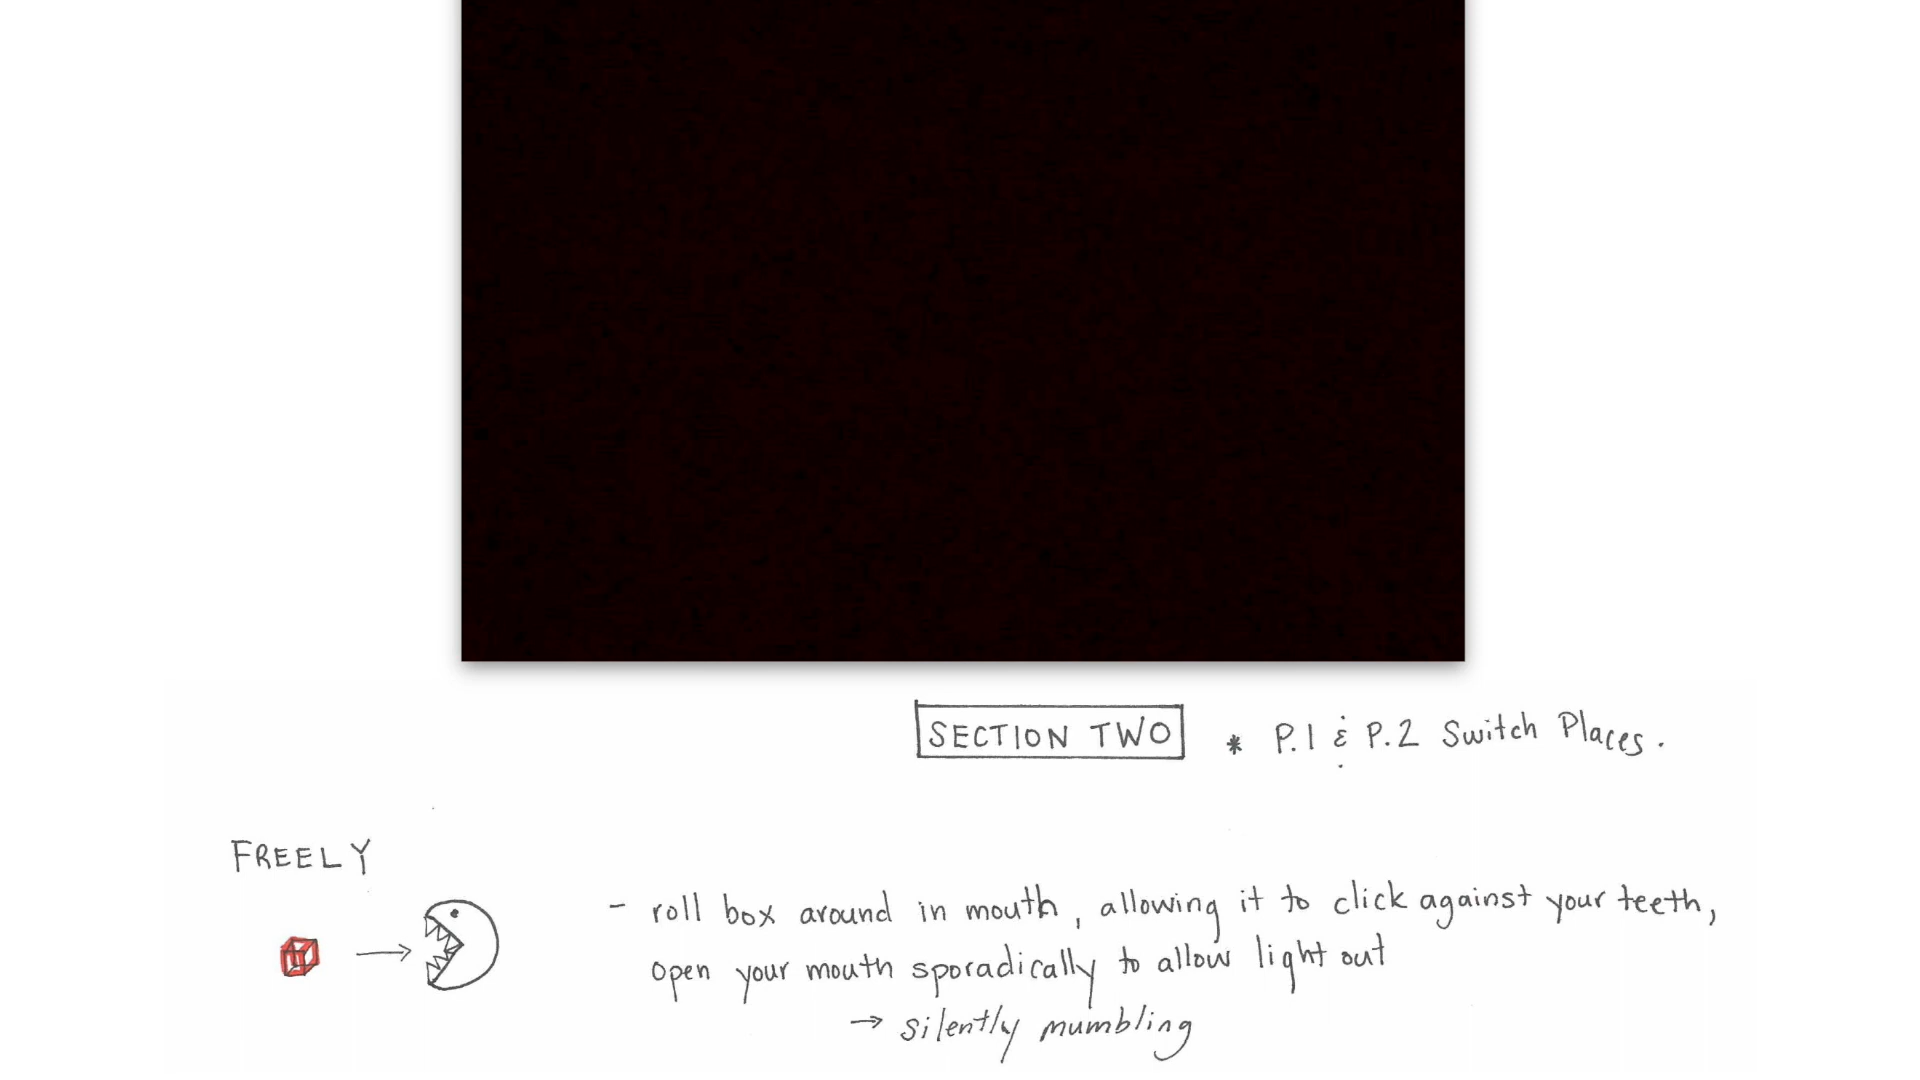 SECTION TWO * P.1 & P.2 Switch Places.
FREELY
- roll box around in mouth, allowing it to click against your teeth,
open your mouth sporadically to allow light out
→ silently mumbling